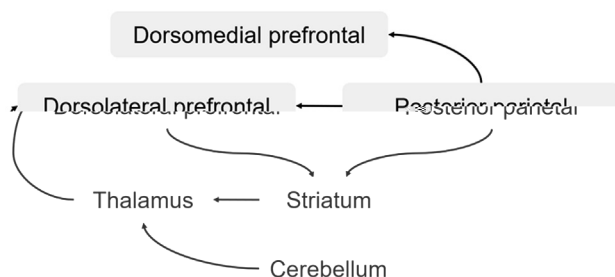 Dorsomedial prefrontal
Dorsolateral prefrontal
Posterior parietal
Thalamus
Striatum
Cerebellum